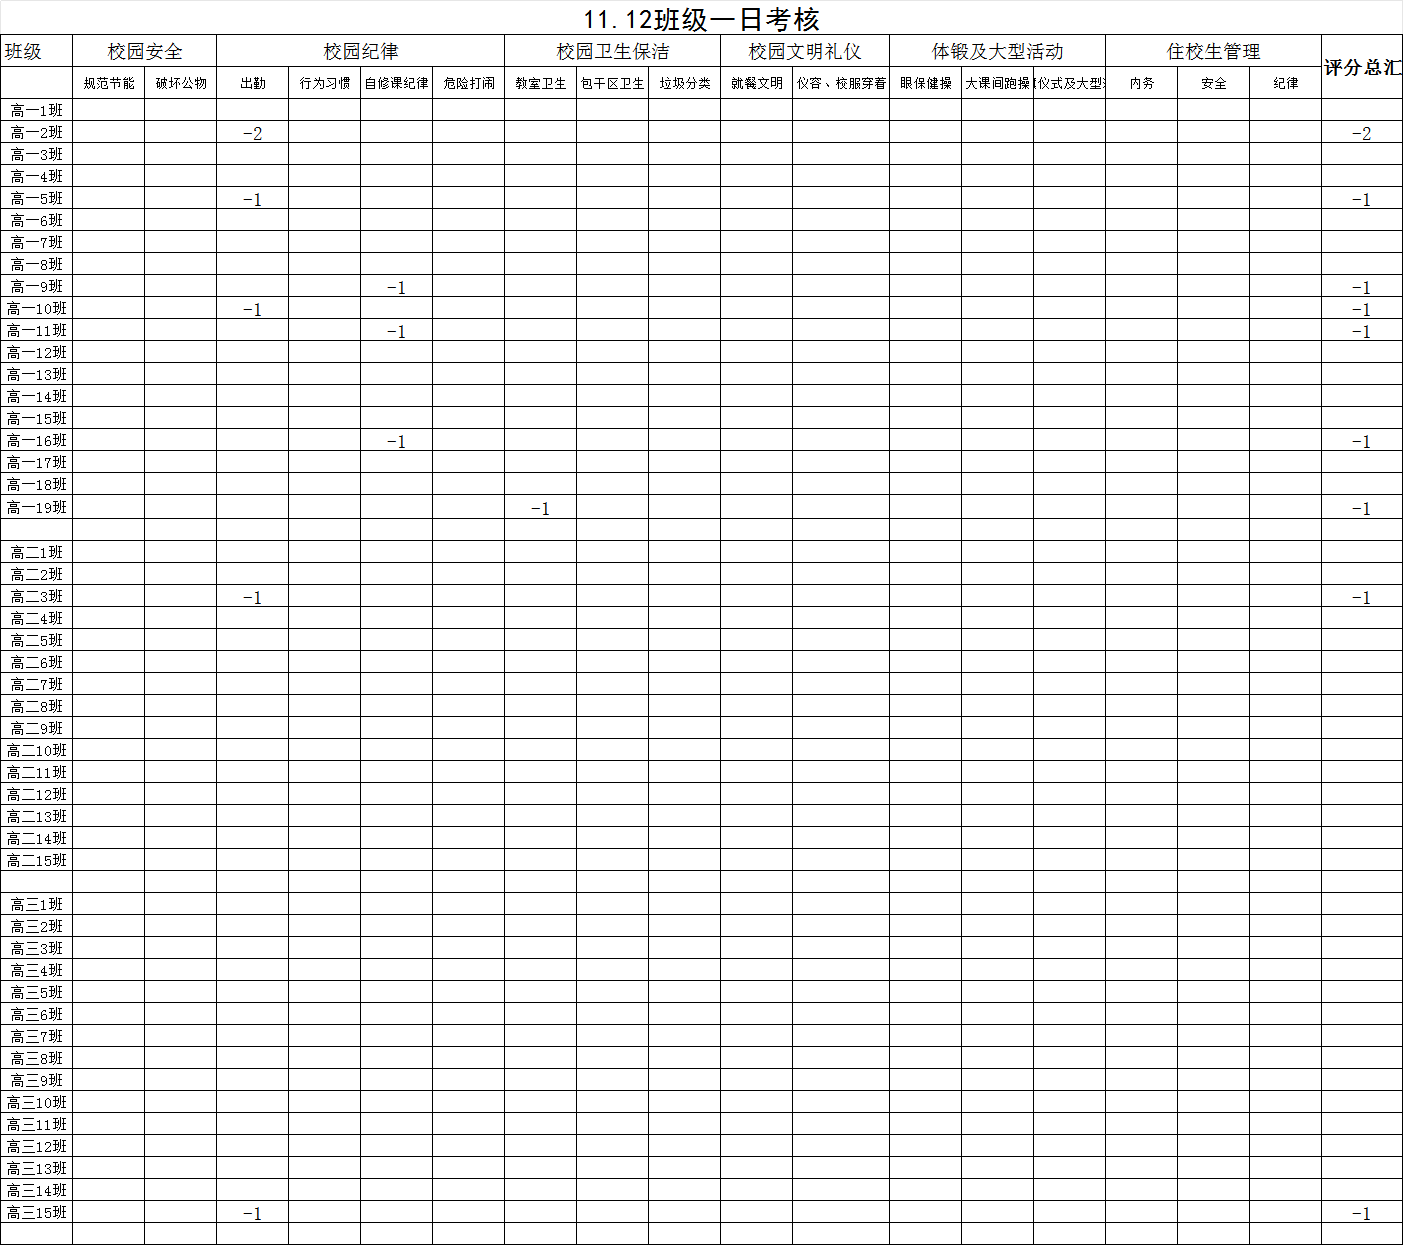 11.12班级一日考核
班级 校园安全 校园纪律 校园卫生保洁 校园文明礼仪 体锻及大型活动 住校生管理 评分总汇
规范节能 破坏公物 出勤 行为习惯 自修课纪律 危险打闹 教室卫生 包干区卫生 垃圾分类 就餐文明 仪容、校服穿着 眼保健操 大课间跑操 仪式及大型 内务 安全 纪律
高一1班
高一2班 -2 -2
高一3班
高一4班
高一5班 -1 -1
高一6班
高一7班
高一8班
高一9班 -1 -1
高一10班 -1 -1
高一11班 -1 -1
高一12班
高一13班
高一14班
高一15班
高一16班 -1 -1
高一17班
高一18班
高一19班 -1 -1
高二1班
高二2班
高二3班 -1 -1
高二4班
高二5班
高二6班
高二7班
高二8班
高二9班
高二10班
高二11班
高二12班
高二13班
高二14班
高二15班
高三1班
高三2班
高三3班
高三4班
高三5班
高三6班
高三7班
高三8班
高三9班
高三10班
高三11班
高三12班
高三13班
高三14班
高三15班 -1 -1